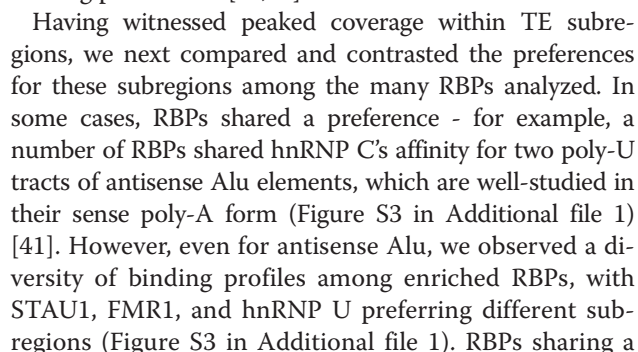 Having witnessed peaked coverage within TE subre-
gions, we next compared and contrasted the preferences
for these subregions among the many RBPs analyzed. In
some cases, RBPs shared a preference - for example, a
number of RBPs shared hnRNP C's affinity for two poly-U
tracts of antisense Alu elements, which are well-studied in
their sense poly-A form (Figure S3 in Additional file 1)
[41]. However, even for antisense Alu, we observed a di-
versity of binding profiles among enriched RBPs, with
STAU1, FMR1, and hnRNP U preferring different sub-
regions (Figure S3 in Additional file 1). RBPs sharing a